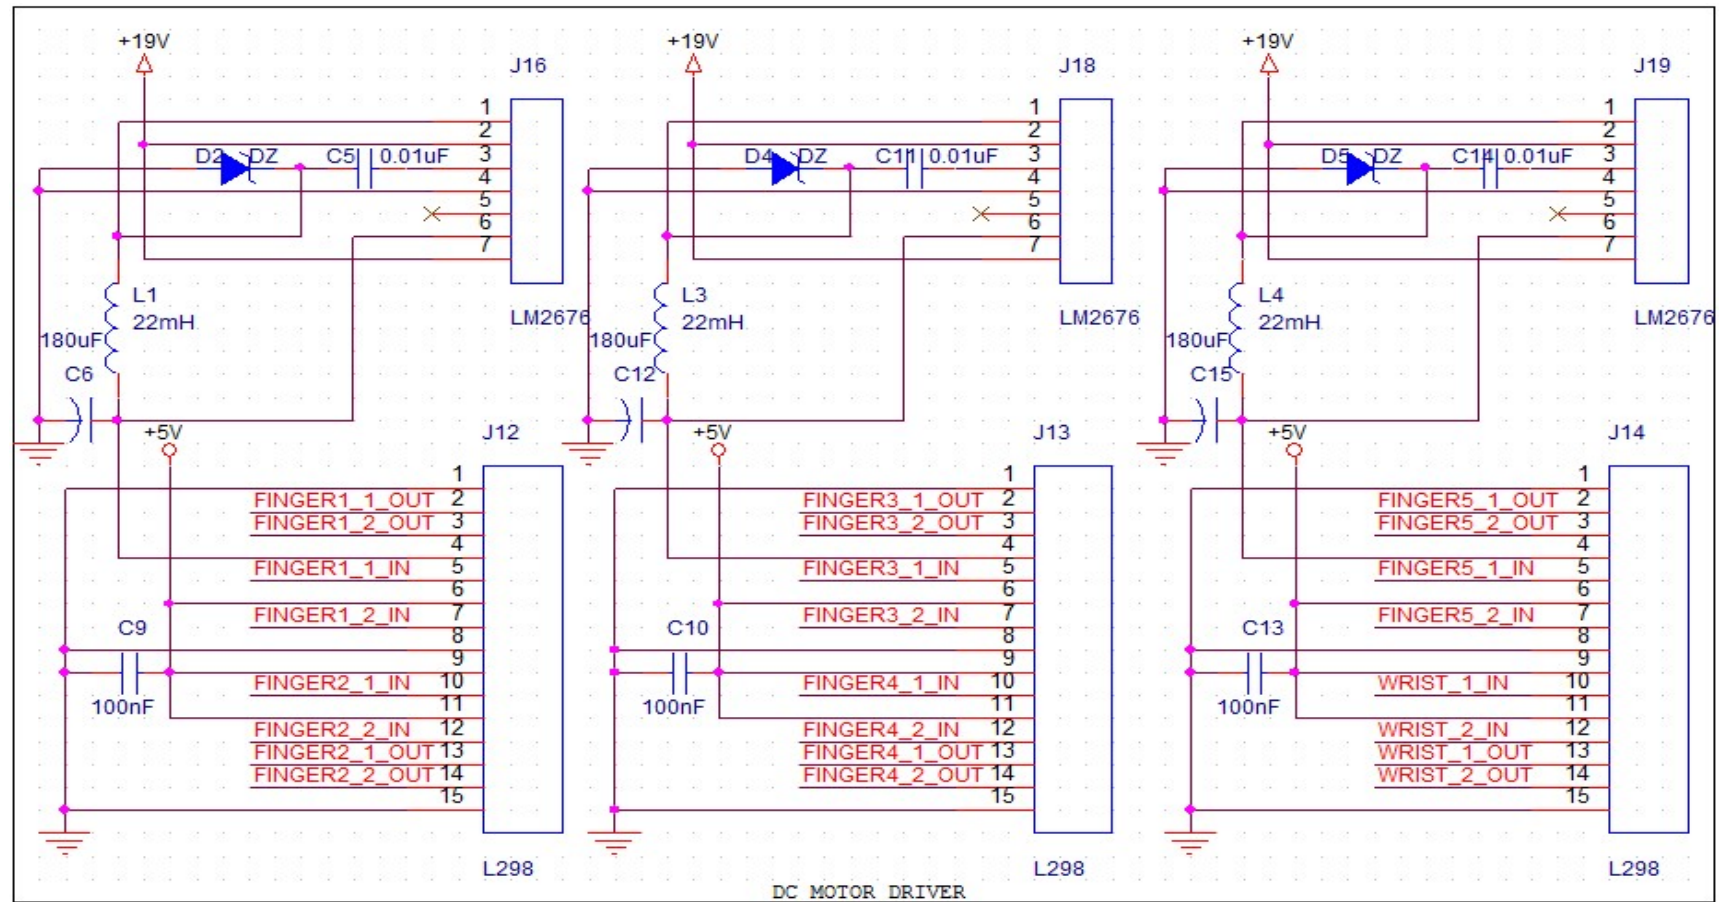 +19V +19V +19V
J16 J18 J19
1 1 1
2 2 2
D2 DZ C5 0.01uF 3 D4 DZ C11 0.01uF 3 D5 DZ C14 0.01uF 3
4 4 4
5 5 5
6 6 6
7 7 7
L1 L3 L4
22mH LM2676 22mH LM2676 22mH LM2676
180uF 180uF 180uF
C6 C12 C15
+5V J12 +5V J13 +5V J14
1 1 1
FINGER1_1_OUT 2 FINGER3_1_OUT 2 FINGER5_1_OUT 2
FINGER1_2_OUT 3 FINGER3_2_OUT 3 FINGER5_2_OUT 3
4 4 4
FINGER1_1_IN 5 FINGER3_1_IN 5 FINGER5_1_IN 5
6 6 6
FINGER1_2_IN 7 FINGER3_2_IN 7 FINGER5_2_IN 7
C9 8 C10 8 C13 8
9 9 9
FINGER2_1_IN 10 FINGER4_1_IN 10 WRIST_1_IN 10
100nF 11 100nF 11 100nF 11
FINGER2_2_IN 12 FINGER4_2_IN 12 WRIST_2_IN 12
FINGER2_1_OUT 13 FINGER4_1_OUT 13 WRIST_1_OUT 13
FINGER2_2_OUT 14 FINGER4_2_OUT 14 WRIST_2_OUT 14
15 15 15
L298 L298 L298
DC MOTOR DRIVER